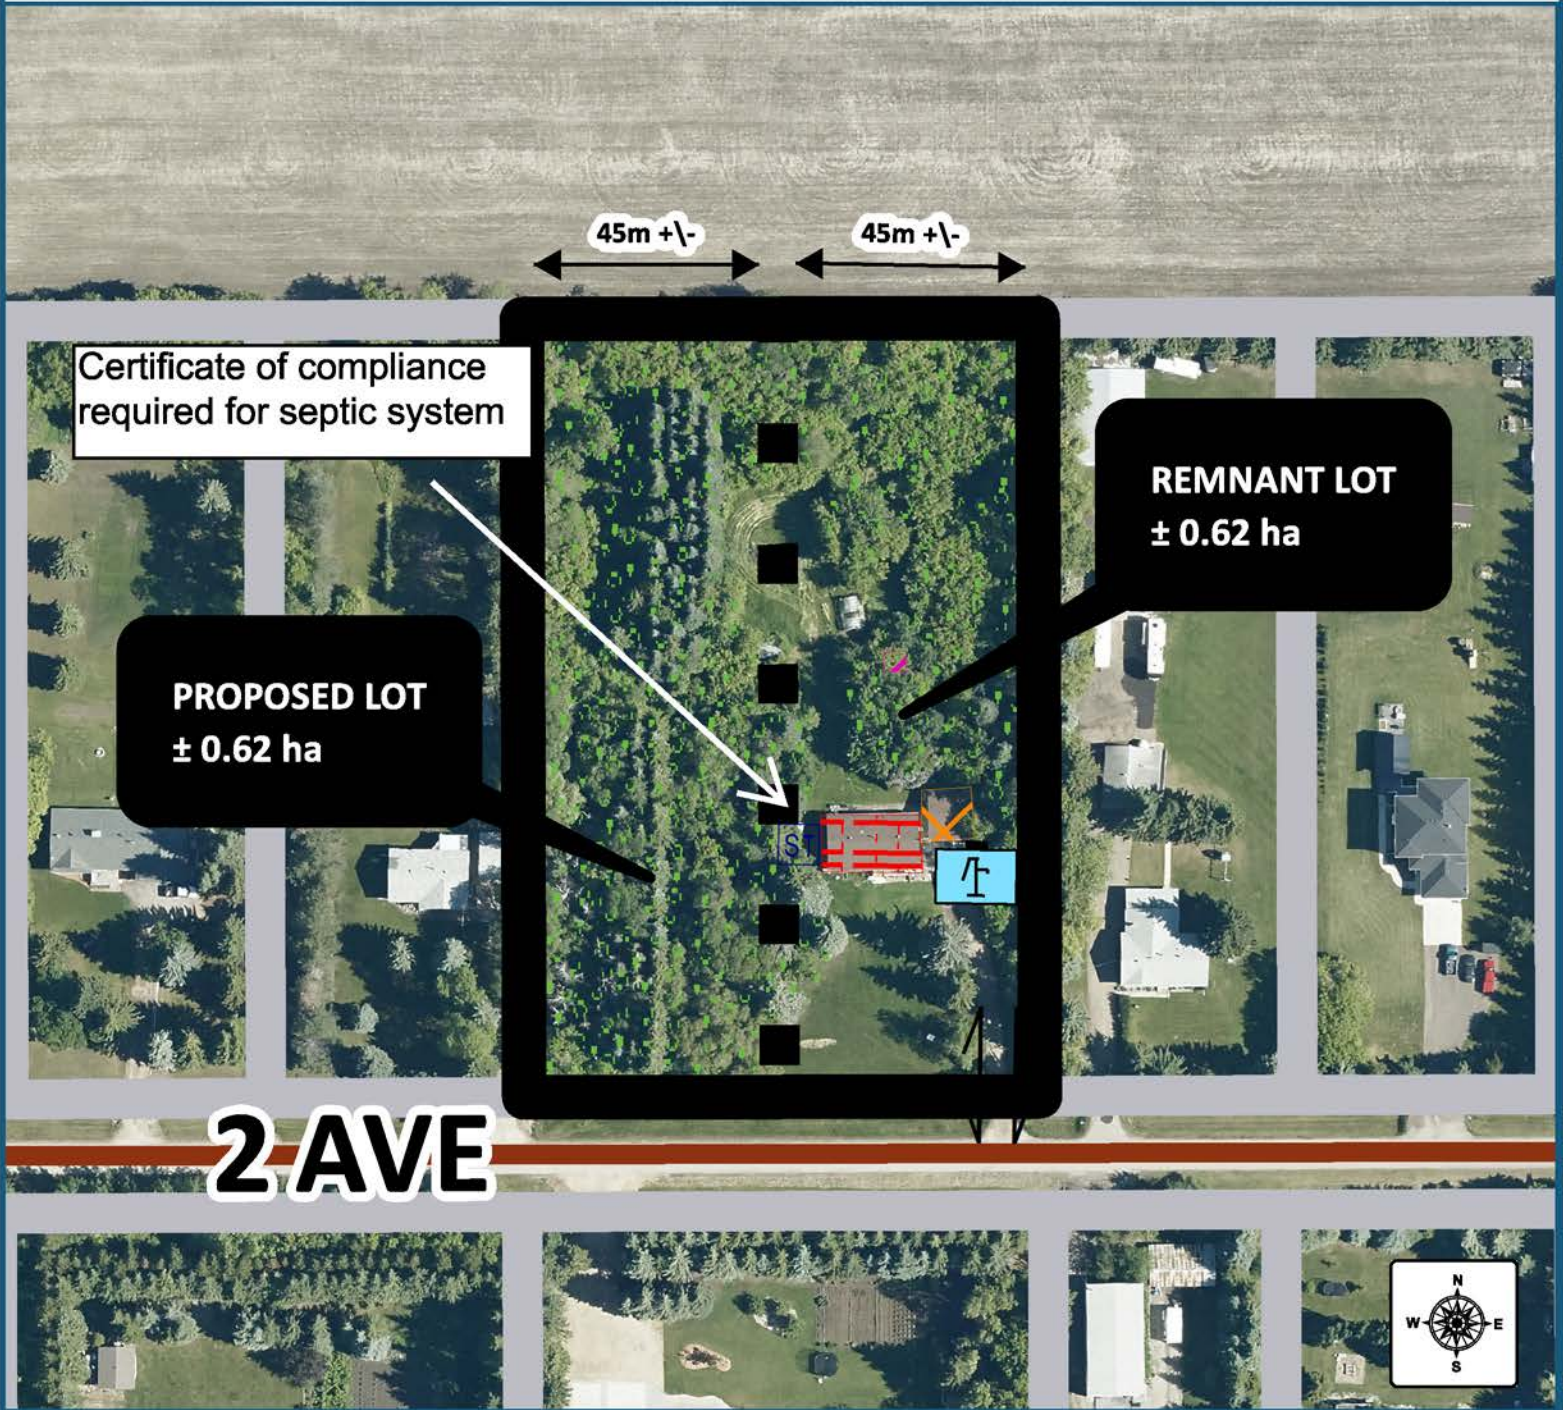 45m +\-
45m +\-
Certificate of compliance
required for septic system
REMNANT LOT
± 0.62 ha
PROPOSED LOT
± 0.62 ha
ST
2 AVE
N
W E
S